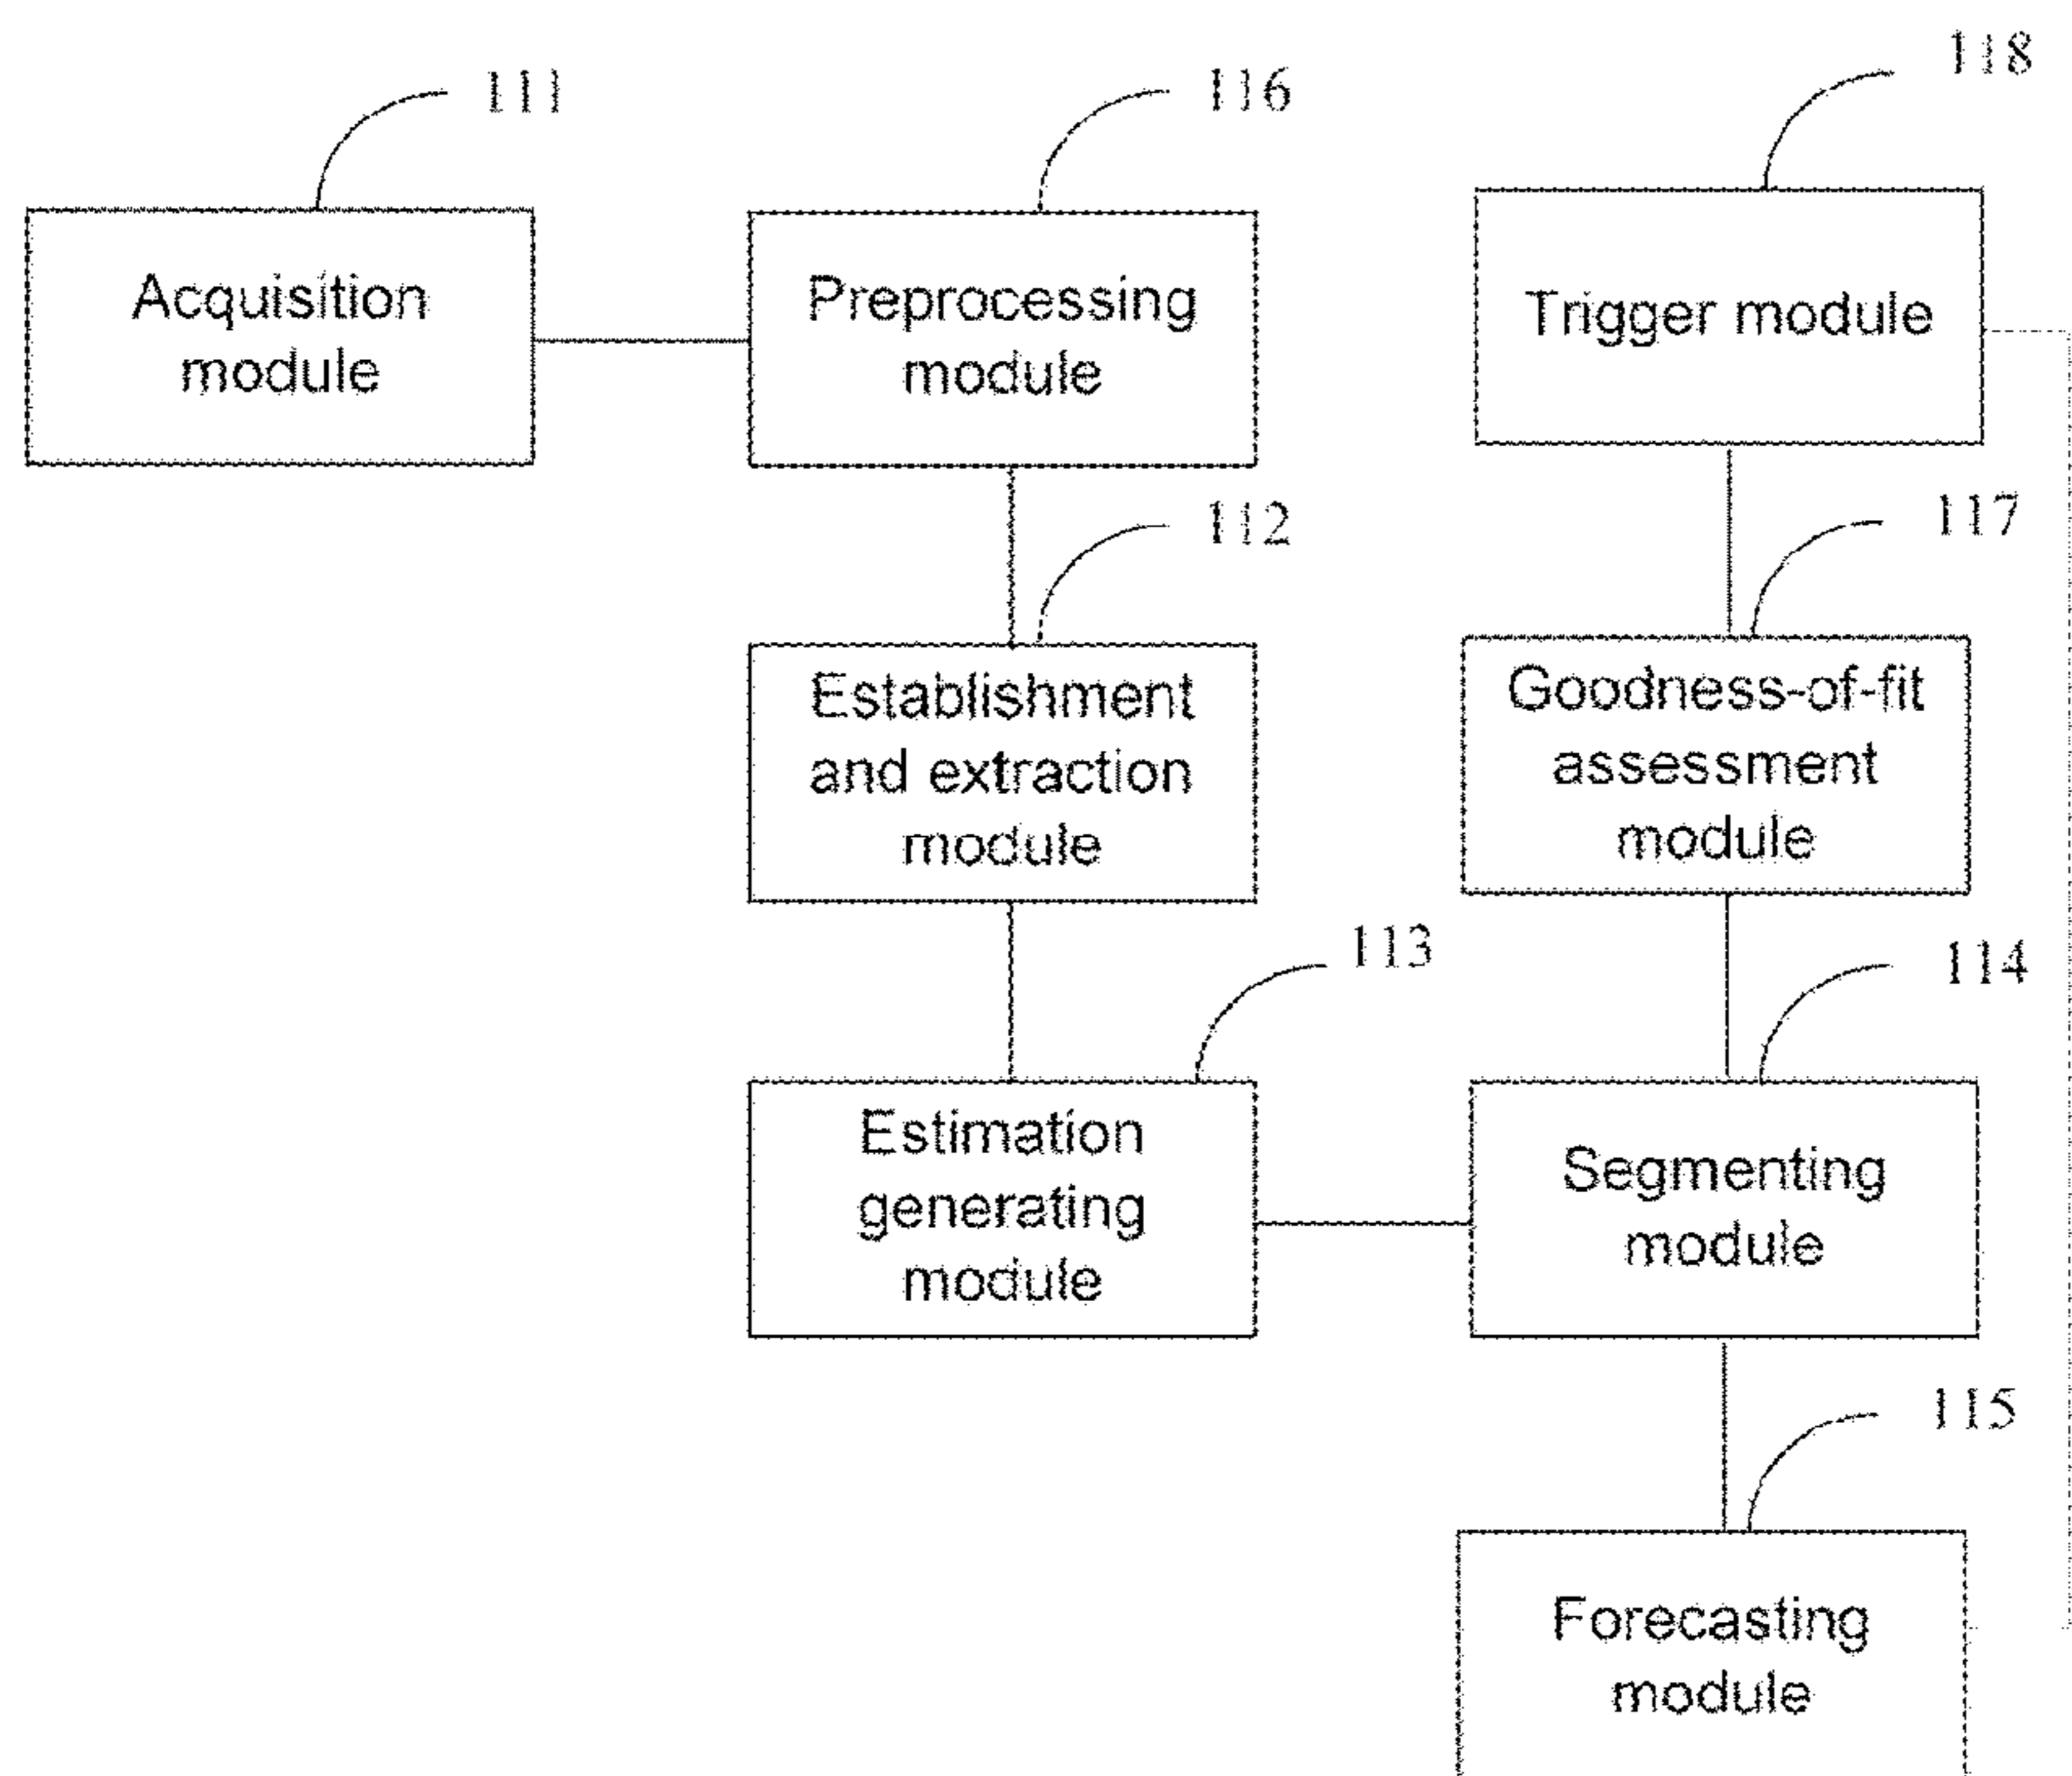 111
Acquisition
module
116
Preprocessing
module
118
Trigger module
112
Establishment
and extraction
module
117
Goodness-of-fit
assessment
module
113
Estimation
generating
module
114
Segmenting
module
115
Forecasting
module